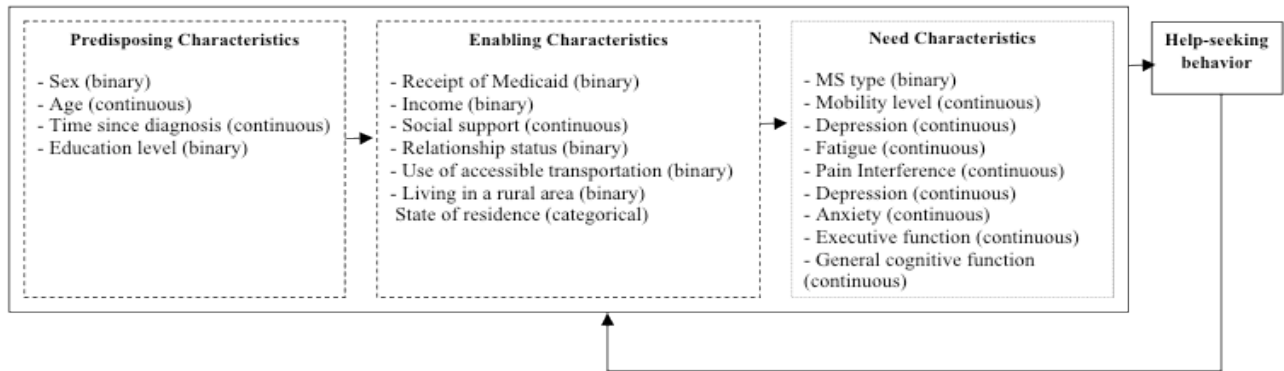 Predisposing Characteristics
- Sex (binary)
- Age (continuous)
- Time since diagnosis (continuous)
- Education level (binary)
Enabling Characteristics
- Receipt of Medicaid (binary)
- Income (binary)
- Social support (continuous)
- Relationship status (binary)
- Use of accessible transportation (binary)
- Living in a rural area (binary)
State of residence (categorical)
Need Characteristics
- MS type (binary)
- Mobility level (continuous)
- Depression (continuous)
- Fatigue (continuous)
- Pain Interference (continuous)
- Depression (continuous)
- Anxiety (continuous)
- Executive function (continuous)
- General cognitive function
(continuous)
Help-seeking
behavior